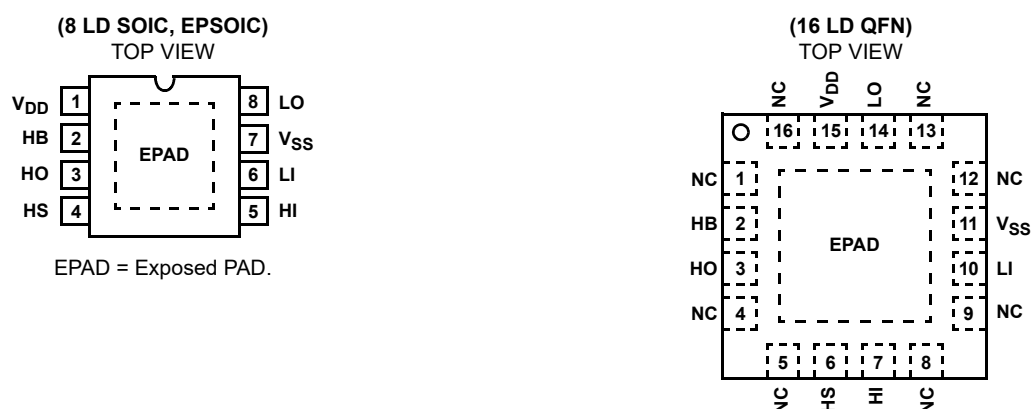 (8 LD SOIC, EPSOIC)
TOP VIEW
VDD 1
HB 2
HO 3
HS 4
8 LO
7 VSS
6 LI
5 HI
EPAD
EPAD = Exposed PAD.
(16 LD QFN)
TOP VIEW
NC VDD LO NC
16 15 14 13
NC 1
HB 2
HO 3
NC 4
12 NC
11 VSS
10 LI
9 NC
EPAD
5 6 7 8
NC HS HI NC